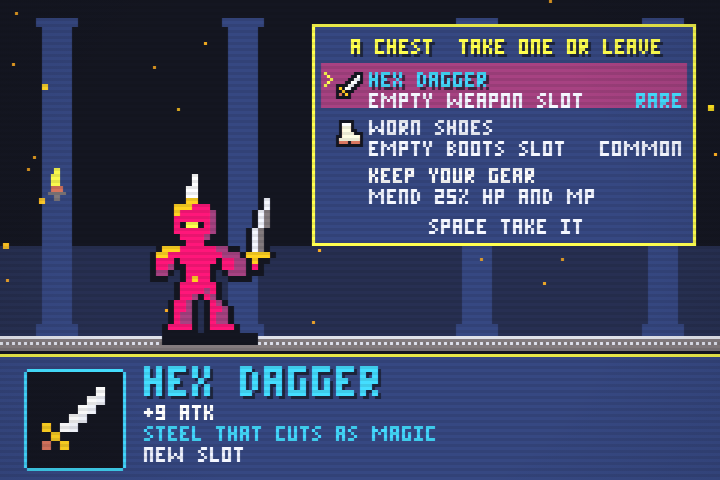 A CHEST TAKE ONE OR LEAVE
> HEX DAGGER
EMPTY WEAPON SLOT RARE
WORN SHOES
EMPTY BOOTS SLOT COMMON
KEEP YOUR GEAR
MEND 25% HP AND MP
SPACE TAKE IT
HEX DAGGER
+9 ATK
STEEL THAT CUTS AS MAGIC
NEW SLOT